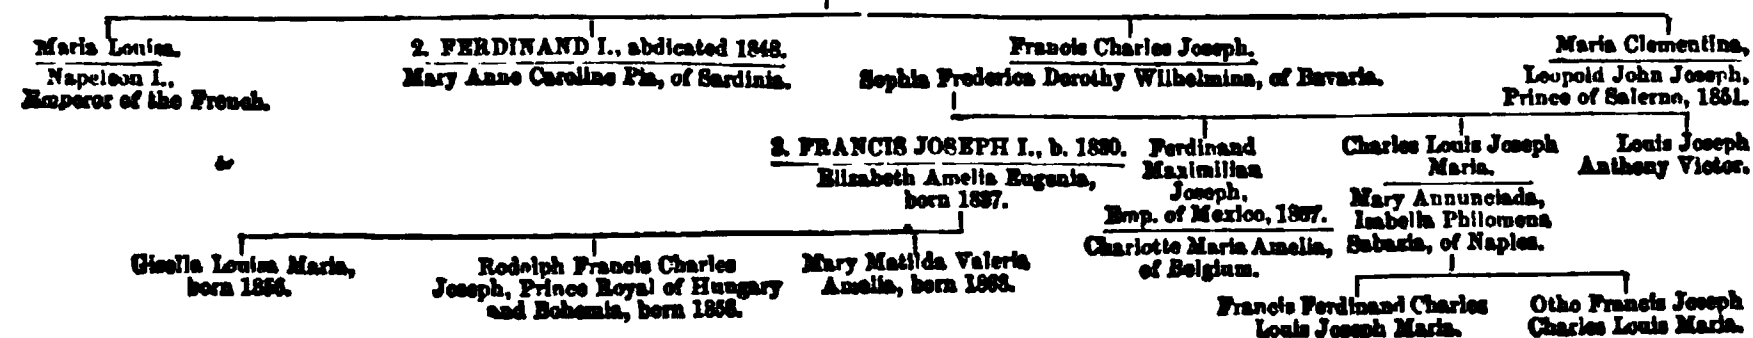 Maria Louisa.
Napoleon I.,
Emperor of the French.
2. FERDINAND I., abdicated 1848.
Mary Anne Caroline Pia, of Sardinia.
Francis Charles Joseph.
Sophia Frederica Dorothy Wilhelmina, of Bavaria.
Maria Clementina,
Leopold John Joseph,
Prince of Salerno, 1851.
3. FRANCIS JOSEPH I., b. 1830.
Elizabeth Amelia Eugenia,
born 1837.
Ferdinand
Maximilian
Joseph,
Emp. of Mexico, 1867.
Charlotte Maria Amelia,
of Belgium.
Charles Louis Joseph
Maria.
Mary Annunciada,
Isabella Philomena
Sabasia, of Naples.
Louis Joseph
Anthony Victor.
Gisella Louisa Maria,
born 1856.
Rodolph Francis Charles
Joseph, Prince Royal of Hungary
and Bohemia, born 1858.
Mary Matilda Valeria
Amelia, born 1868.
Francis Ferdinand Charles
Louis Joseph Maria.
Otho Francis Joseph
Charles Louis Maria.